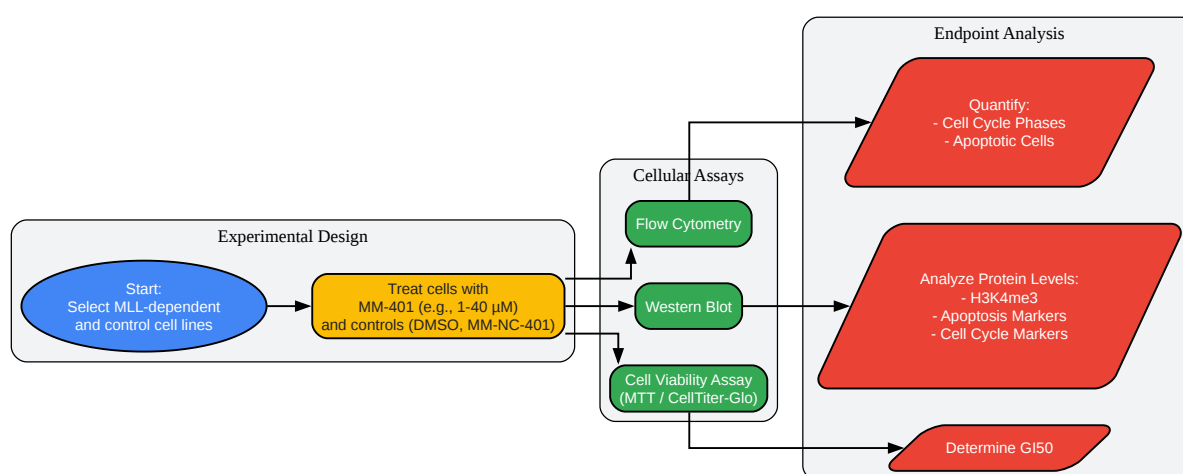 Experimental Design
Start:
Select MLL-dependent
and control cell lines
Treat cells with
MM-401 (e.g., 1-40 µM)
and controls (DMSO, MM-NC-401)
Cellular Assays
Flow Cytometry
Western Blot
Cell Viability Assay
(MTT / CellTiter-Glo)
Endpoint Analysis
Quantify:
- Cell Cycle Phases
- Apoptotic Cells
Analyze Protein Levels:
- H3K4me3
- Apoptosis Markers
- Cell Cycle Markers
Determine GI50